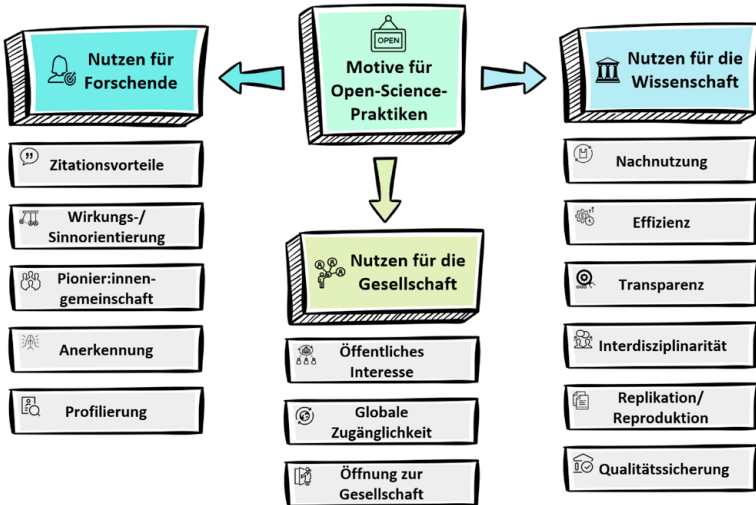 OPEN
Motive für
Open-Science-
Praktiken
Nutzen für
Forschende
Zitationsvorteile
Wirkungs-/
Sinnorientierung
Pionier:innen-
gemeinschaft
Anerkennung
Profilierung
Nutzen für die
Gesellschaft
Öffentliches
Interesse
Globale
Zugänglichkeit
Öffnung zur
Gesellschaft
Nutzen für die
Wissenschaft
Nachnutzung
Effizienz
Transparenz
Interdisziplinarität
Replikation/
Reproduktion
Qualitätssicherung